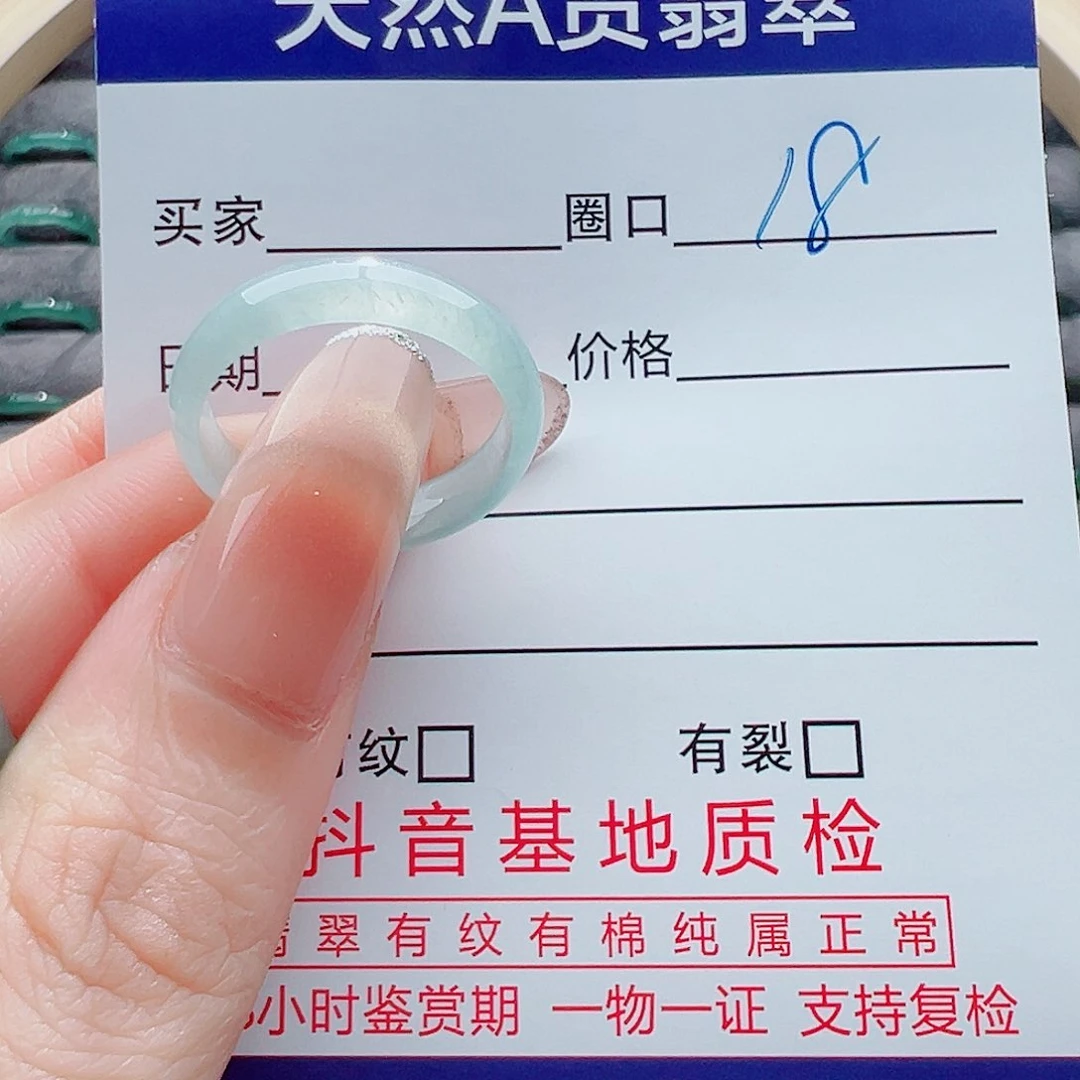 天然A货翡翠
买家 圈口 18
日期 价格
纹□ 有裂□
抖音基地质检
翠有纹有棉纯属正常
小时鉴赏期 一物一证 支持复检